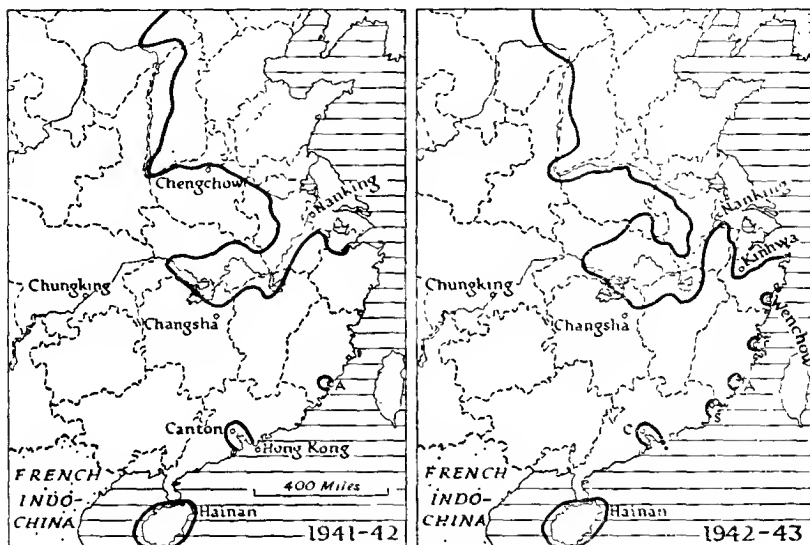 Chengchow
Nanking
Chungking
Changsha
A
Canton
Hong Kong
FRENCH
INDO-
CHINA
400 Miles
Hainan
1941-42
Nanking
Kinhwa
Chungking
Wenchow
Changsha
A
S
C
FRENCH
INDO-
CHINA
Hainan
1942-43